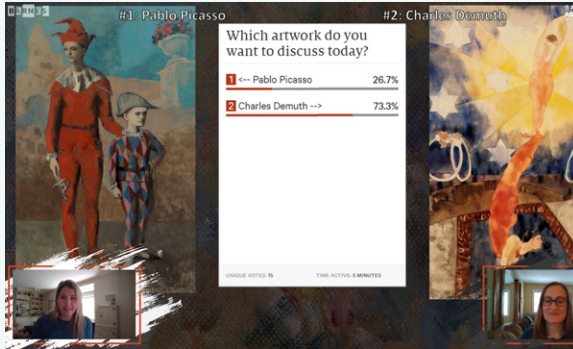 BARNES
#1: Pablo Picasso
#2: Charles Demuth
Which artwork do you
want to discuss today?
1 <-- Pablo Picasso 26.7%
2 Charles Demuth --> 73.3%
UNIQUE VOTES: 15 TIME ACTIVE: 5 MINUTES